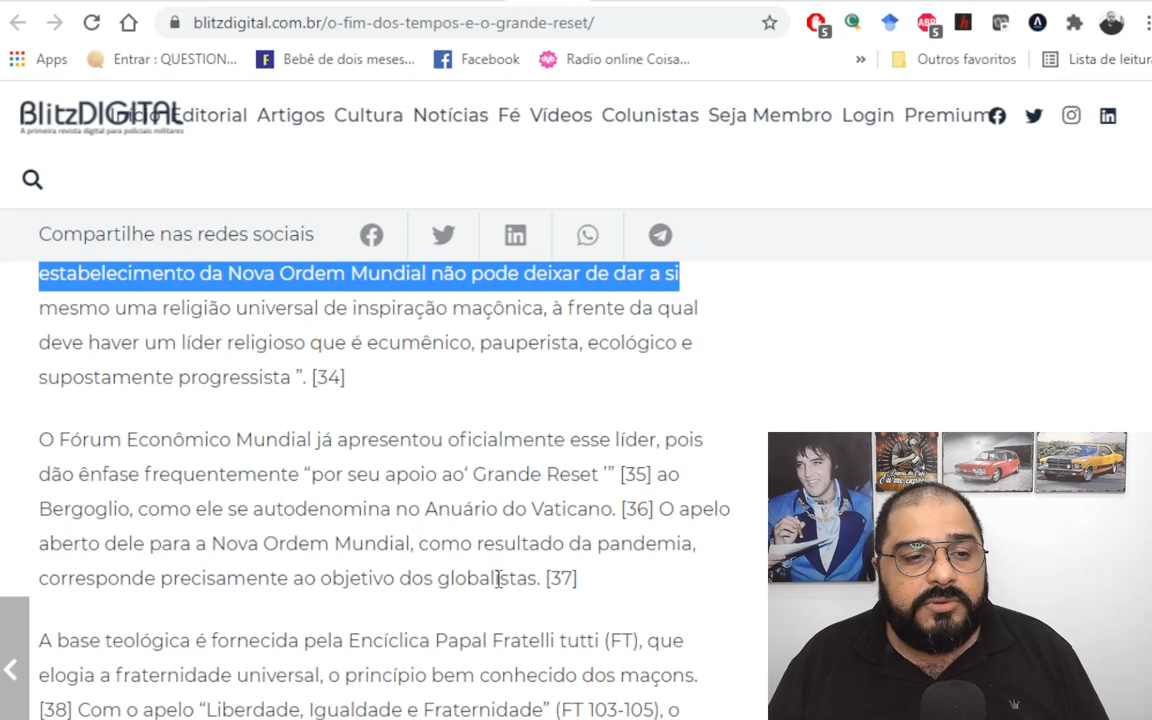 blitzdigital.com.br/o-fim-dos-tempos-e-o-grande-reset/
5
ABP
5
Apps
Entrar : QUESTION...
Bebê de dois meses...
Facebook
Radio online Coisa...
»
Outros favoritos
Lista de leitura
BlitzDIGITAL
A primeira revista digital para policiais militares
Início Editorial Artigos Cultura Notícias Fé Vídeos Colunistas Seja Membro Login Premium
Compartilhe nas redes sociais
estabelecimento da Nova Ordem Mundial não pode deixar de dar a si
mesmo uma religião universal de inspiração maçônica, à frente da qual
deve haver um líder religioso que é ecumênico, pauperista, ecológico e
supostamente progressista ”. [34]
O Fórum Econômico Mundial já apresentou oficialmente esse líder, pois
dão ênfase frequentemente “por seu apoio ao‘ Grande Reset ’” [35] ao
Bergoglio, como ele se autodenomina no Anuário do Vaticano. [36] O apelo
aberto dele para a Nova Ordem Mundial, como resultado da pandemia,
corresponde precisamente ao objetivo dos globalistas. [37]
A base teológica é fornecida pela Encíclica Papal Fratelli tutti (FT), que
elogia a fraternidade universal, o princípio bem conhecido dos maçons.
[38] Com o apelo “Liberdade, Igualdade e Fraternidade” (FT 103-105), o